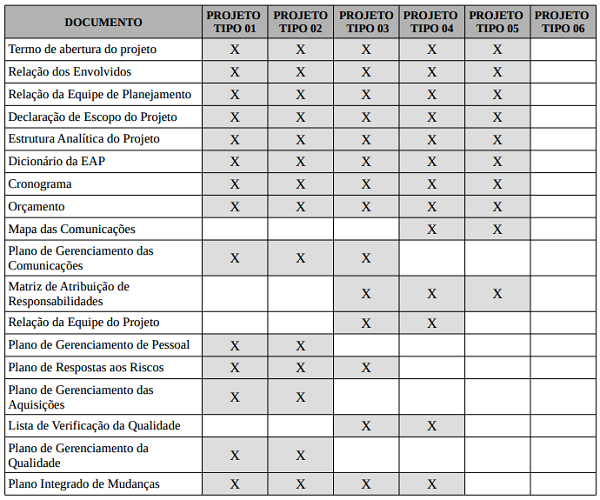 DOCUMENTO PROJETO TIPO 01 PROJETO TIPO 02 PROJETO TIPO 03 PROJETO TIPO 04 PROJETO TIPO 05 PROJETO TIPO 06
Termo de abertura do projeto X X X X X
Relação dos Envolvidos X X X X X
Relação da Equipe de Planejamento X X X X X
Declaração de Escopo do Projeto X X X X X
Estrutura Analítica do Projeto X X X X X
Dicionário da EAP X X X X X
Cronograma X X X X X
Orçamento X X X X X
Mapa das Comunicações X X
Plano de Gerenciamento das
Comunicações X X X
Matriz de Atribuição de
Responsabilidades X X X
Relação da Equipe do Projeto X X
Plano de Gerenciamento de Pessoal X X
Plano de Respostas aos Riscos X X X
Plano de Gerenciamento das
Aquisições X X
Lista de Verificação da Qualidade X X
Plano de Gerenciamento da
Qualidade X X
Plano Integrado de Mudanças X X X X